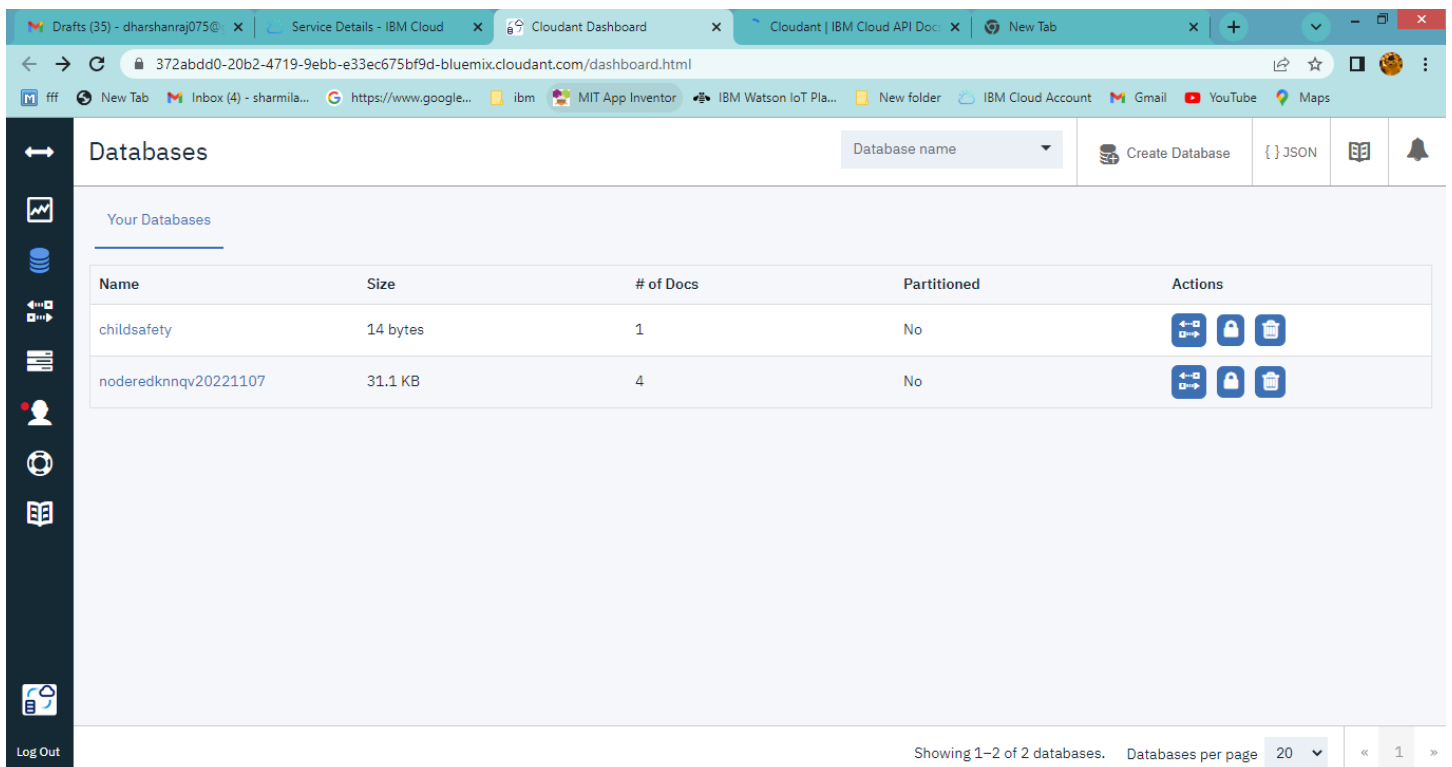 Drafts (35) - dharshanraj075@ Service Details - IBM Cloud Cloudant Dashboard Cloudant | IBM Cloud API Docs New Tab
372abdd0-20b2-4719-9ebb-e33ec675bf9d-bluemix.cloudant.com/dashboard.html
fff New Tab Inbox (4) - sharmila... https://www.google... ibm MIT App Inventor IBM Watson IoT Pla... New folder IBM Cloud Account Gmail YouTube Maps
Databases Database name Create Database { } JSON
Your Databases
Name Size # of Docs Partitioned Actions
childsafety 14 bytes 1 No
noderedknnqv20221107 31.1 KB 4 No
Log Out Showing 1–2 of 2 databases. Databases per page 20 « 1 »